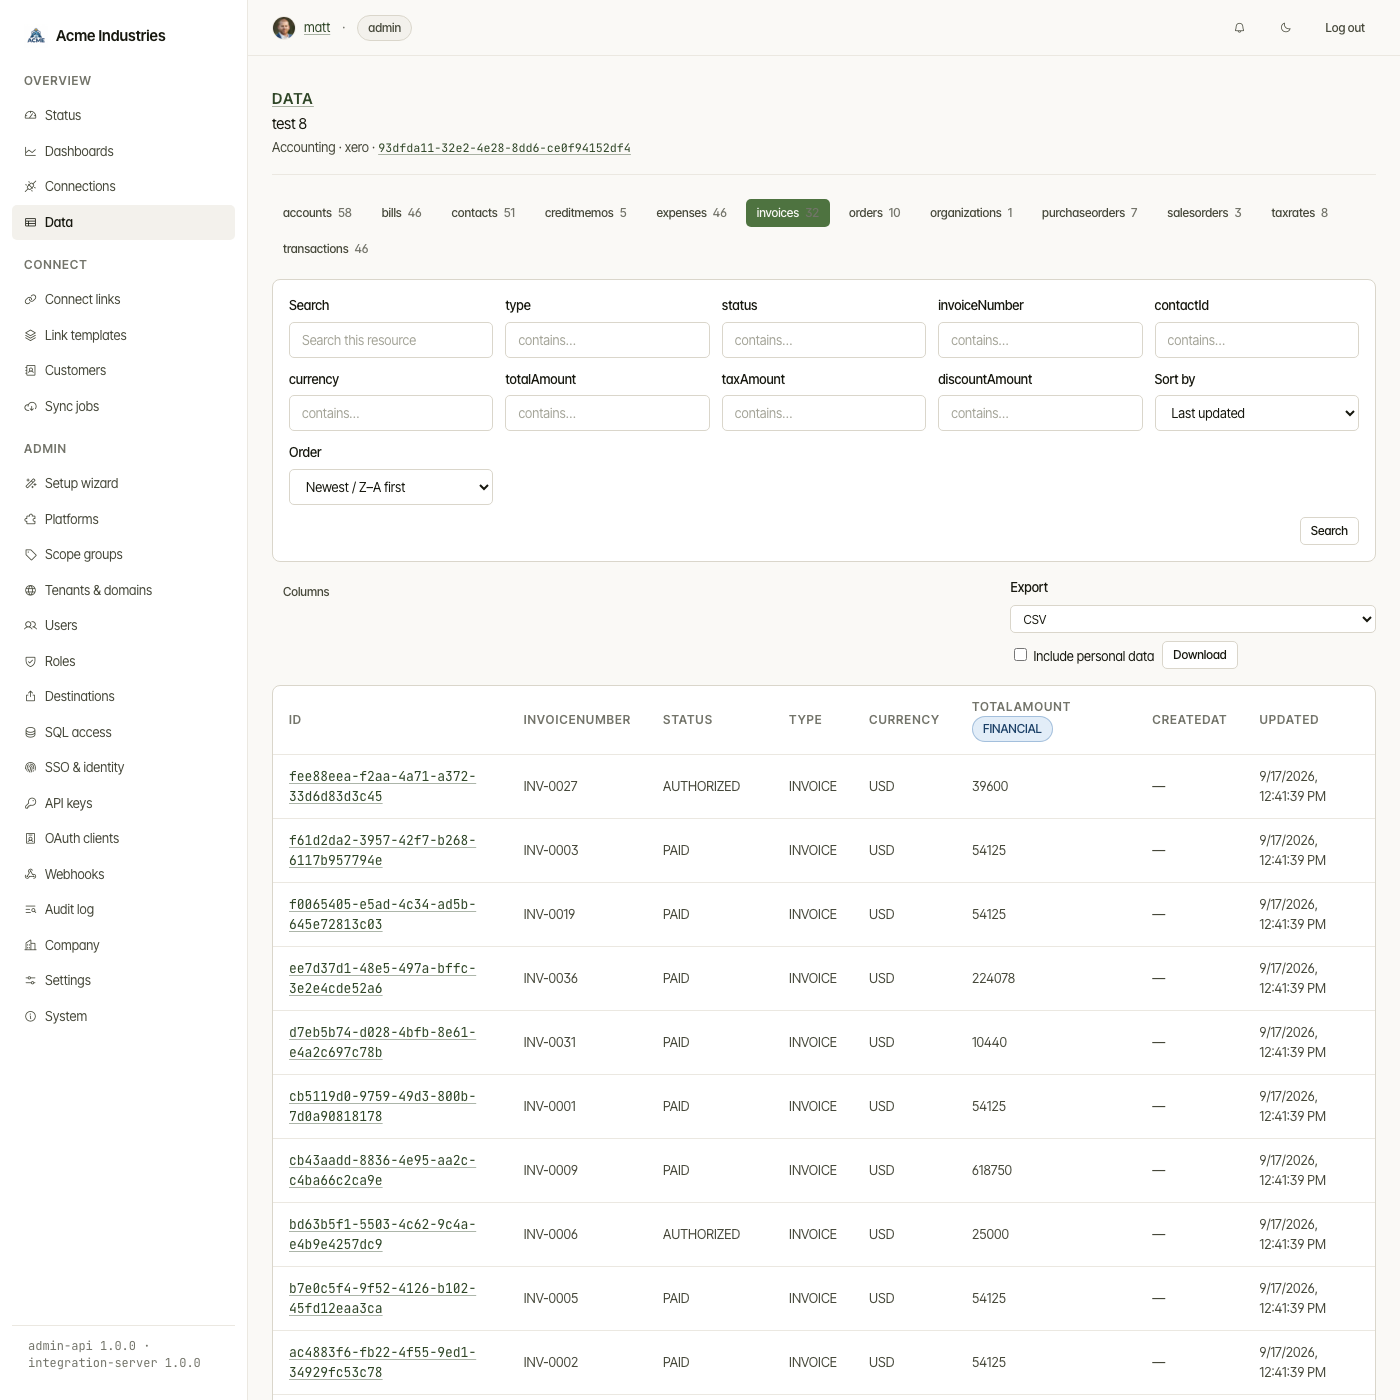 Acme Industries
OVERVIEW
Status
Dashboards
Connections
Data
CONNECT
Connect links
Link templates
Customers
Sync jobs
ADMIN
Setup wizard
Platforms
Scope groups
Tenants & domains
Users
Roles
Destinations
SQL access
SSO & identity
API keys
OAuth clients
Webhooks
Audit log
Company
Settings
System
admin-api 1.0.0 ·
integration-server 1.0.0
matt · admin Log out
DATA
test 8
Accounting · xero · 93dfda11-32e2-4e28-8dd6-ce0f94152df4
accounts 58 bills 46 contacts 51 creditmemos 5 expenses 46 invoices 32 orders 10 organizations 1 purchaseorders 7 salesorders 3 taxrates 8
transactions 46
Search type status invoiceNumber contactId
Search this resource contains... contains... contains... contains...
currency totalAmount taxAmount discountAmount Sort by
contains... contains... contains... contains... Last updated
Order
Newest / Z–A first
Search
Columns
Export
CSV
Include personal data Download
ID INVOICENUMBER STATUS TYPE CURRENCY TOTALAMOUNT FINANCIAL CREATEDAT UPDATED
fee88eea-f2aa-4a71-a372- INV-0027 AUTHORIZED INVOICE USD 39600 — 9/17/2026,
33d6d83d3c45 12:41:39 PM
f61d2da2-3957-42f7-b268- INV-0003 PAID INVOICE USD 54125 — 9/17/2026,
6117b957794e 12:41:39 PM
f0065405-e5ad-4c34-ad5b- INV-0019 PAID INVOICE USD 54125 — 9/17/2026,
645e72813c03 12:41:39 PM
ee7d37d1-48e5-497a-bffc- INV-0036 PAID INVOICE USD 224078 — 9/17/2026,
3e2e4cde52a6 12:41:39 PM
d7eb5b74-d028-4bfb-8e61- INV-0031 PAID INVOICE USD 10440 — 9/17/2026,
e4a2c697c78b 12:41:39 PM
cb5119d0-9759-49d3-800b- INV-0001 PAID INVOICE USD 54125 — 9/17/2026,
7d0a90818178 12:41:39 PM
cb43aadd-8836-4e95-aa2c- INV-0009 PAID INVOICE USD 618750 — 9/17/2026,
c4ba66c2ca9e 12:41:39 PM
bd63b5f1-5503-4c62-9c4a- INV-0006 AUTHORIZED INVOICE USD 25000 — 9/17/2026,
e4b9e4257dc9 12:41:39 PM
b7e0c5f4-9f52-4126-b102- INV-0005 PAID INVOICE USD 54125 — 9/17/2026,
45fd12eaa3ca 12:41:39 PM
ac4883f6-fb22-4f55-9ed1- INV-0002 PAID INVOICE USD 54125 — 9/17/2026,
34929fc53c78 12:41:39 PM